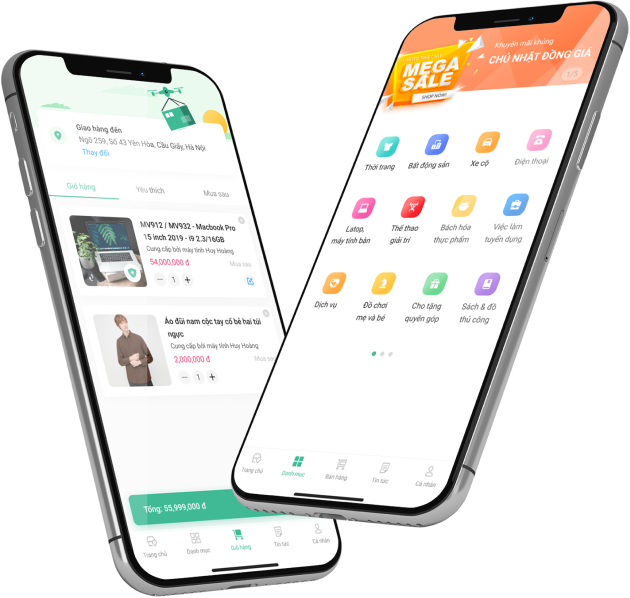 Giao hàng đến
Ngõ 259, Số 43 Yên Hòa, Cầu Giấy, Hà Nội
Thay đổi
Giỏ hàng
Yêu thích
Mua sau
MV912 / MV932 - Macbook Pro
15 inch 2019 - i9 2.3/16GB
Cung cấp bởi máy tính Huy Hoàng
54,000,000 đ
Mua sau
1
Áo đũi nam cộc tay cổ bẻ hai túi
ngực
Cung cấp bởi máy tính Huy Hoàng
2,000,000 đ
Mua sau
1
Tổng: 55,999,000 đ
Trang chủ
Danh mục
Giỏ hàng
Tin tức
Cá nhân
MEGA
SALE
SHOP NOW!
Khuyến mãi khủng
CHỦ NHẬT ĐỒNG GIÁ
1/5
Thời trang
Bất động sản
Xe cộ
Điện thoại
Latop,
máy tính bàn
Thể thao
giải trí
Bách hóa
thực phẩm
Việc làm
tuyển dụng
Dịch vụ
Đồ chơi
mẹ và bé
Cho tặng
quyên góp
Sách & đồ
thủ công
Trang chủ
Danh mục
Bán hàng
Tin tức
Cá nhân